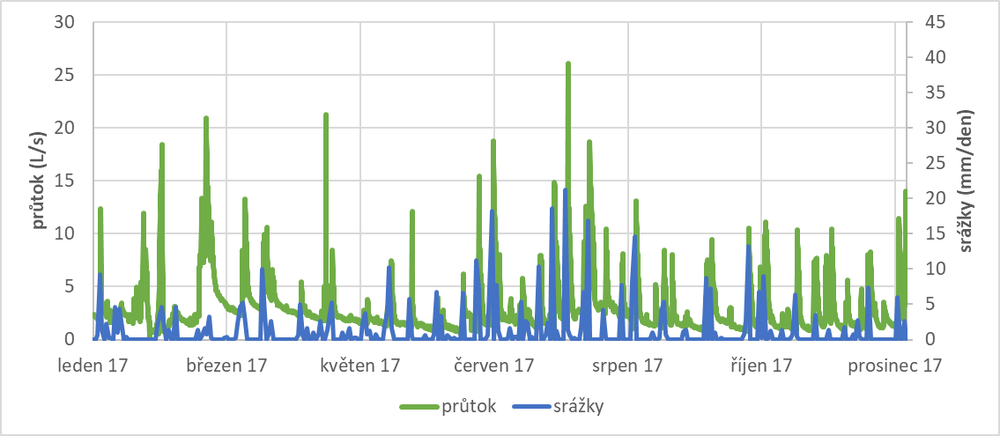 30
25
20
15
10
5
0
průtok (L/s)
45
40
35
30
25
20
15
10
5
0
srážky (mm/den)
leden 17
březen 17
květen 17
červen 17
srpen 17
říjen 17
prosinec 17
průtok
srážky